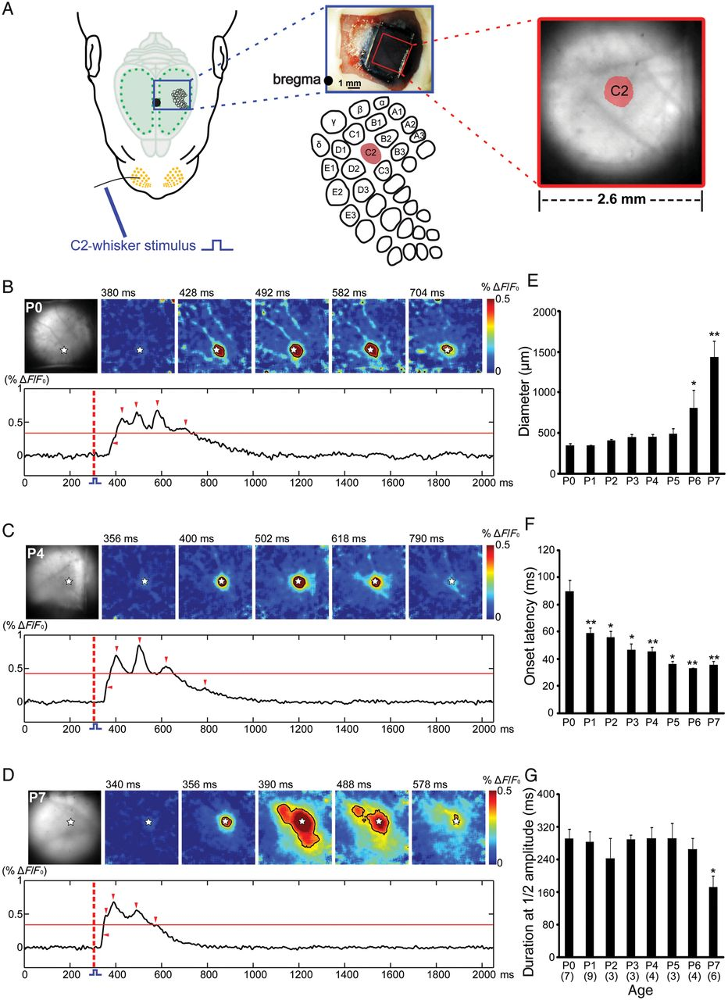 A
bregma
1 mm
C2
C2-whisker stimulus
2.6 mm
α
β
A1
γ
B1
A2
C1
B2
A3
δ
D1
C2
B3
E1
D2
C3
E2
D3
E3
B
P0
380 ms 428 ms 492 ms 582 ms 704 ms
% ΔF/F₀
0.5
0
(% ΔF/F₀)
1
0.5
0
0 200 400 600 800 1000 1200 1400 1600 1800 2000 ms
C
P4
356 ms 400 ms 502 ms 618 ms 790 ms
% ΔF/F₀
0.5
0
(% ΔF/F₀)
1
0.5
0
0 200 400 600 800 1000 1200 1400 1600 1800 2000 ms
D
P7
340 ms 356 ms 390 ms 488 ms 578 ms
% ΔF/F₀
0.5
0
(% ΔF/F₀)
1
0.5
0
0 200 400 600 800 1000 1200 1400 1600 1800 2000 ms
E
Diameter (μm)
2000
1500
1000
500
0
* **
P0 P1 P2 P3 P4 P5 P6 P7
F
Onset latency (ms)
120
100
80
60
40
20
0
** * * ** * ** **
P0 P1 P2 P3 P4 P5 P6 P7
G
Duration at 1/2 amplitude (ms)
400
320
240
160
80
0
*
P0 P1 P2 P3 P4 P5 P6 P7
(7) (9) (3) (3) (4) (3) (4) (6)
Age